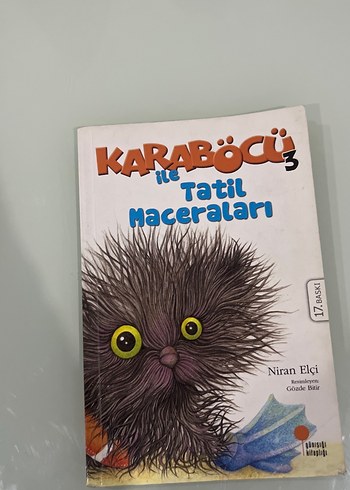 KARABÖCÜ
3
ile
Tatil
Maceraları
17. BASKI
Niran Elçi
Resimleyen:
Gözde Bitir
günışığı
kitaplığı